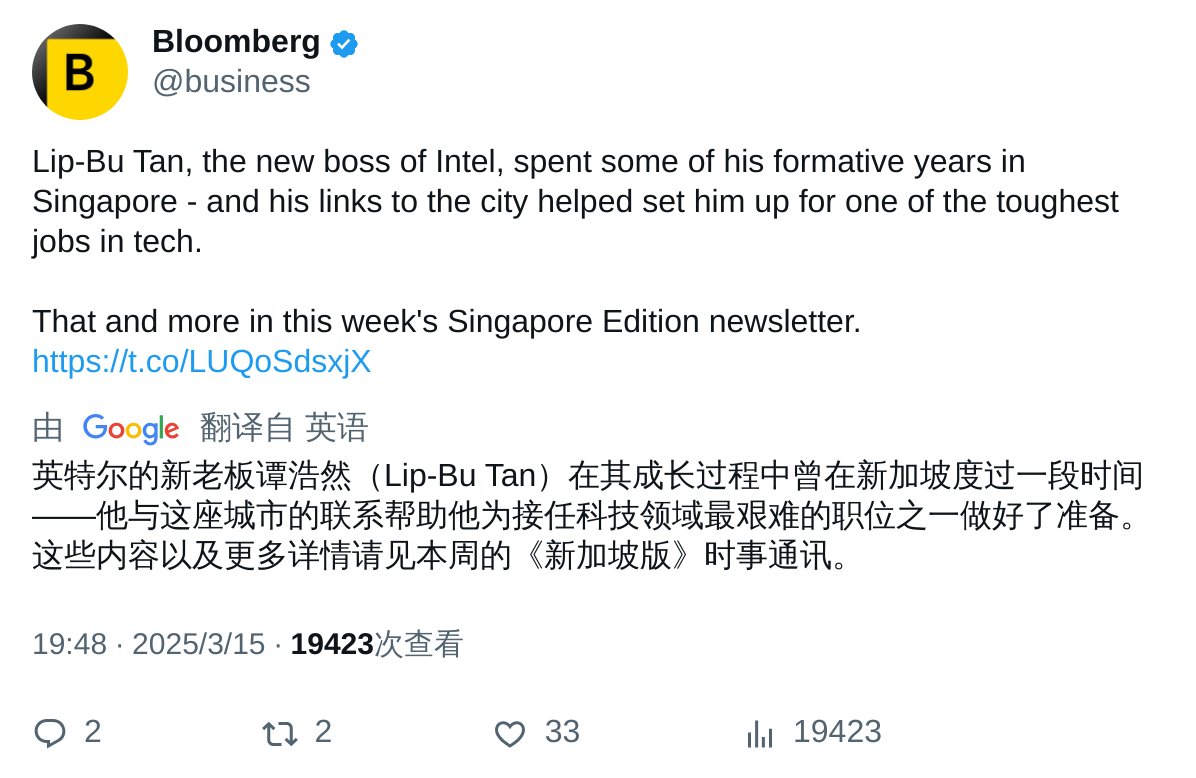 B
Bloomberg
@business
Lip-Bu Tan, the new boss of Intel, spent some of his formative years in
Singapore - and his links to the city helped set him up for one of the toughest
jobs in tech.
That and more in this week's Singapore Edition newsletter.
https://t.co/LUQoSdsxjX
由 Google 翻译自 英语
英特尔的新老板谭浩然（Lip-Bu Tan）在其成长过程中曾在新加坡度过一段时间
——他与这座城市的联系帮助他为接任科技领域最艰难的职位之一做好了准备。
这些内容以及更多详情请见本周的《新加坡版》时事通讯。
19:48 · 2025/3/15 · 19423次查看
2 2 33 19423